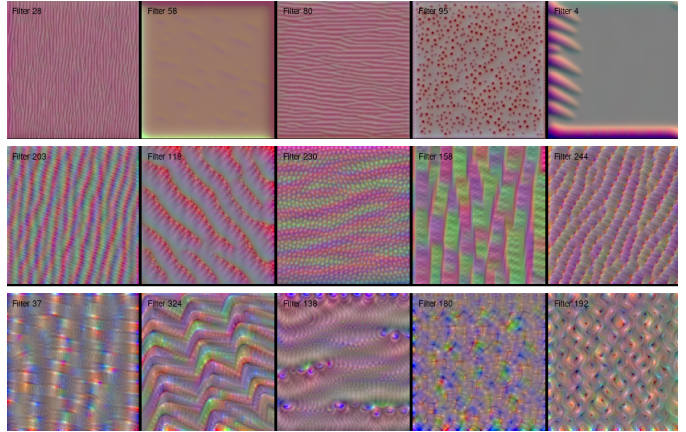 Filter 28
Filter 58
Filter 80
Filter 95
Filter 4
Filter 203
Filter 118
Filter 230
Filter 158
Filter 244
Filter 37
Filter 324
Filter 138
Filter 180
Filter 192